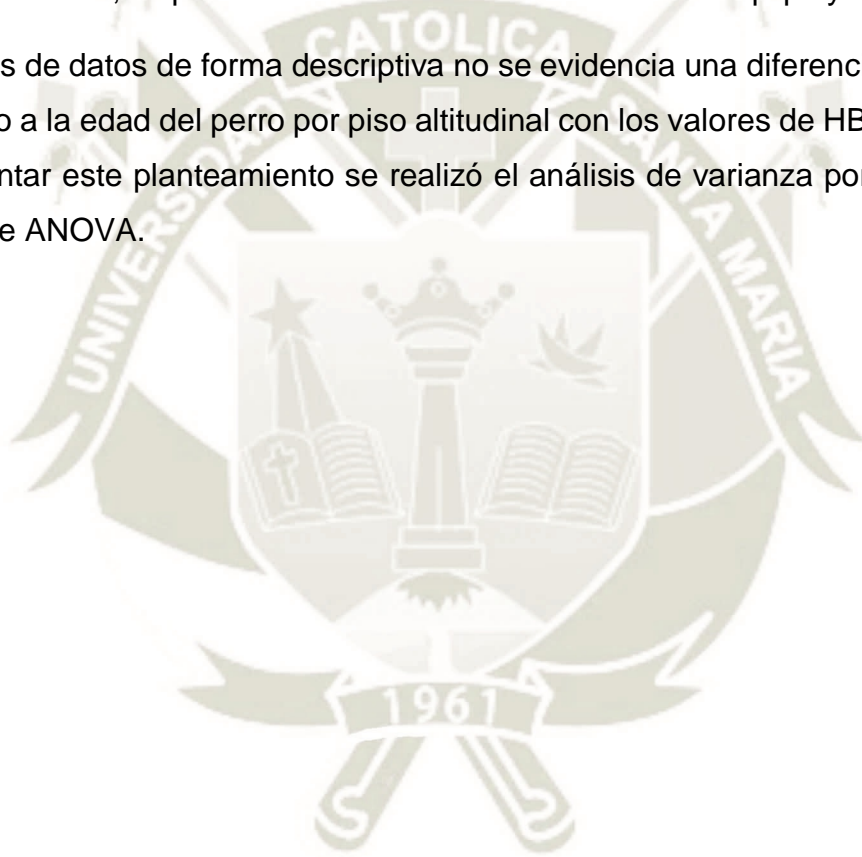 s de datos de forma descriptiva no se evidencia una diferenc
o a la edad del perro por piso altitudinal con los valores de HB
ntar este planteamiento se realizó el análisis de varianza por
e ANOVA.
UNIVERSIDAD CATOLICA SANTA MARIA
1961